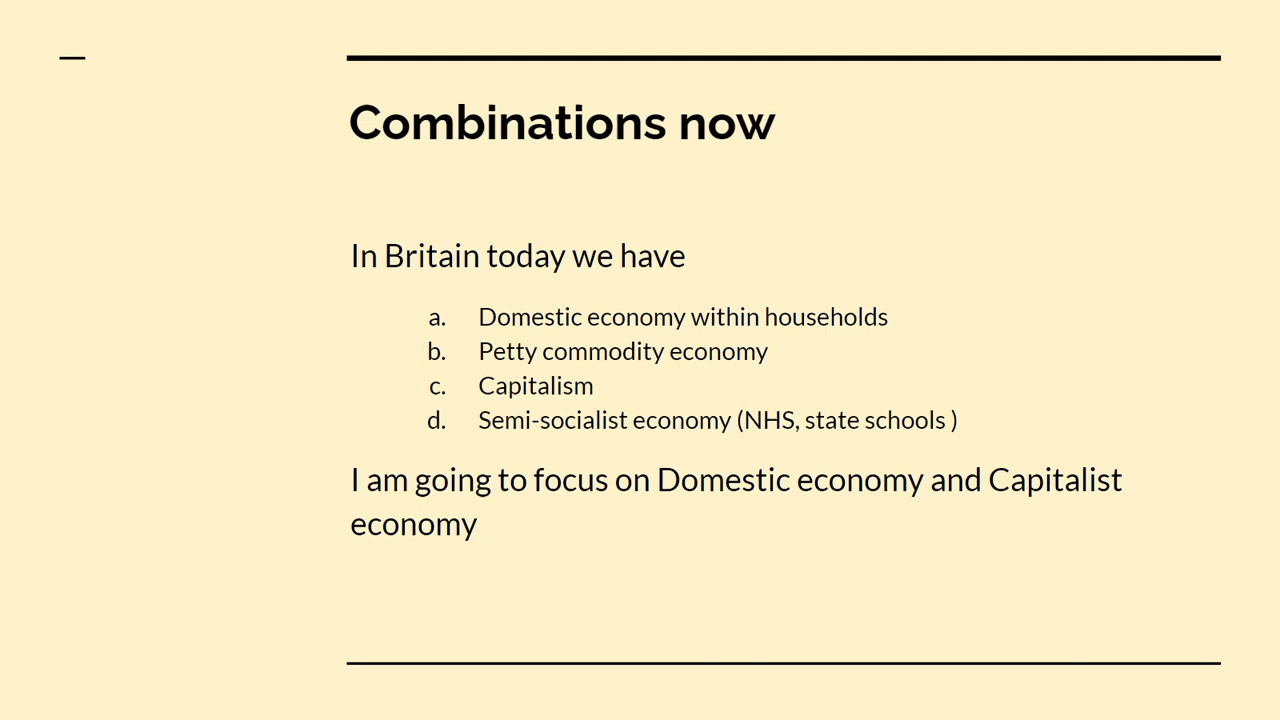 Combinations now
In Britain today we have
a. Domestic economy within households
b. Petty commodity economy
c. Capitalism
d. Semi-socialist economy (NHS, state schools )
I am going to focus on Domestic economy and Capitalist
economy